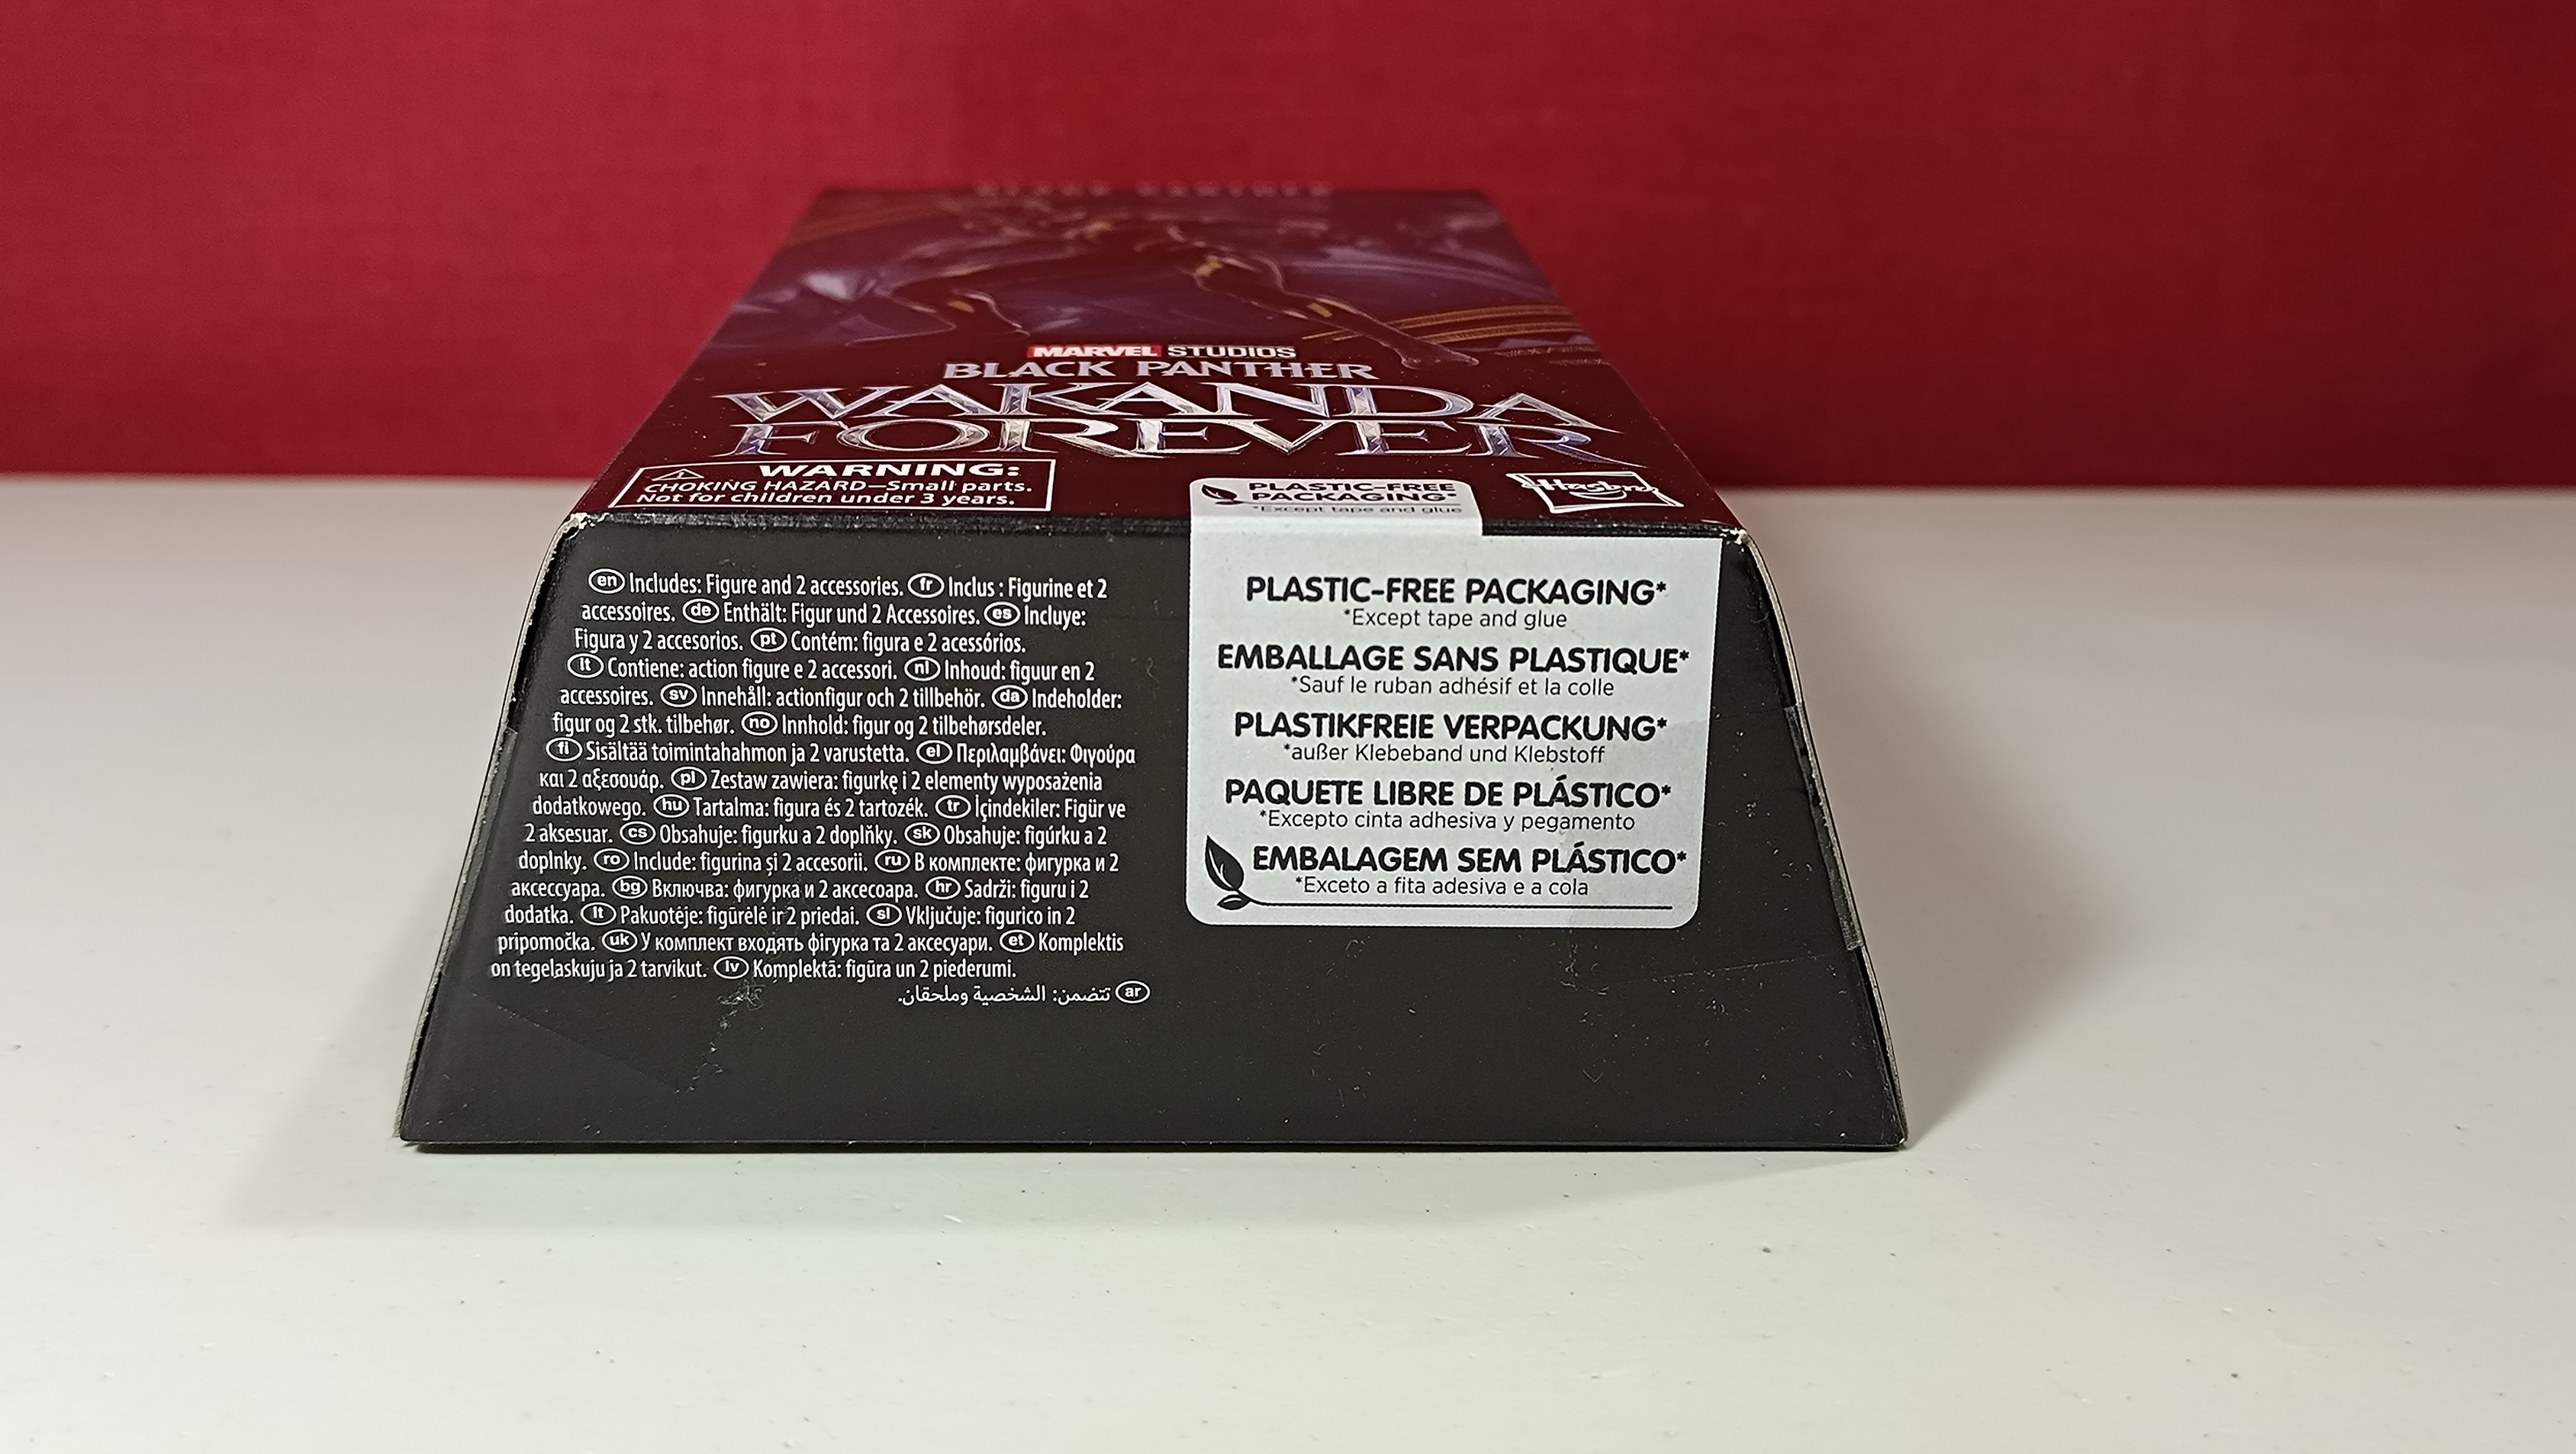 MARVEL STUDIOS
BLACK PANTHER
WAKANDA
FOREVER
WARNING:
CHOKING HAZARD—Small parts.
Not for children under 3 years.
PLASTIC-FREE
PACKAGING*
*Except tape and glue
Hasbro
en Includes: Figure and 2 accessories. fr Inclus : Figurine et 2
accessoires. de Enthält: Figur und 2 Accessoires. es Incluye:
Figura y 2 accesorios. pt Contém: figura e 2 acessórios.
it Contiene: action figure e 2 accessori. nl Inhoud: figuur en 2
accessoires. sv Innehåll: actionfigur och 2 tillbehör. da Indeholder:
figur og 2 stk. tilbehør. no Innhold: figur og 2 tilbehørsdeler.
fi Sisältää toimintahahmon ja 2 varustetta. el Περιλαμβάνει: Φιγούρα
και 2 αξεσουάρ. pl Zestaw zawiera: figurkę i 2 elementy wyposażenia
dodatkowego. hu Tartalma: figura és 2 tartozék. tr İçindekiler: Figür ve
2 aksesuar. cs Obsahuje: figurku a 2 doplňky. sk Obsahuje: figúrku a 2
doplnky. ro Include: figurina și 2 accesorii. ru В комплекте: фигурка и 2
аксессуара. bg Включва: фигурка и 2 аксесоара. hr Sadrži: figuru i 2
dodatka. lt Pakuotėje: figūrėlė ir 2 priedai. sl Vključuje: figurico in 2
pripomočka. uk У комплект входять фігурка та 2 аксесуари. et Komplektis
on tegelaskuju ja 2 tarvikut. lv Komplektā: figūra un 2 piederumi.
ar تتضمن: الشخصية وملحقان.
PLASTIC-FREE PACKAGING*
*Except tape and glue
EMBALLAGE SANS PLASTIQUE*
*Sauf le ruban adhésif et la colle
PLASTIKFREIE VERPACKUNG*
*außer Klebeband und Klebstoff
PAQUETE LIBRE DE PLÁSTICO*
*Excepto cinta adhesiva y pegamento
EMBALAGEM SEM PLÁSTICO*
*Exceto a fita adesiva e a cola